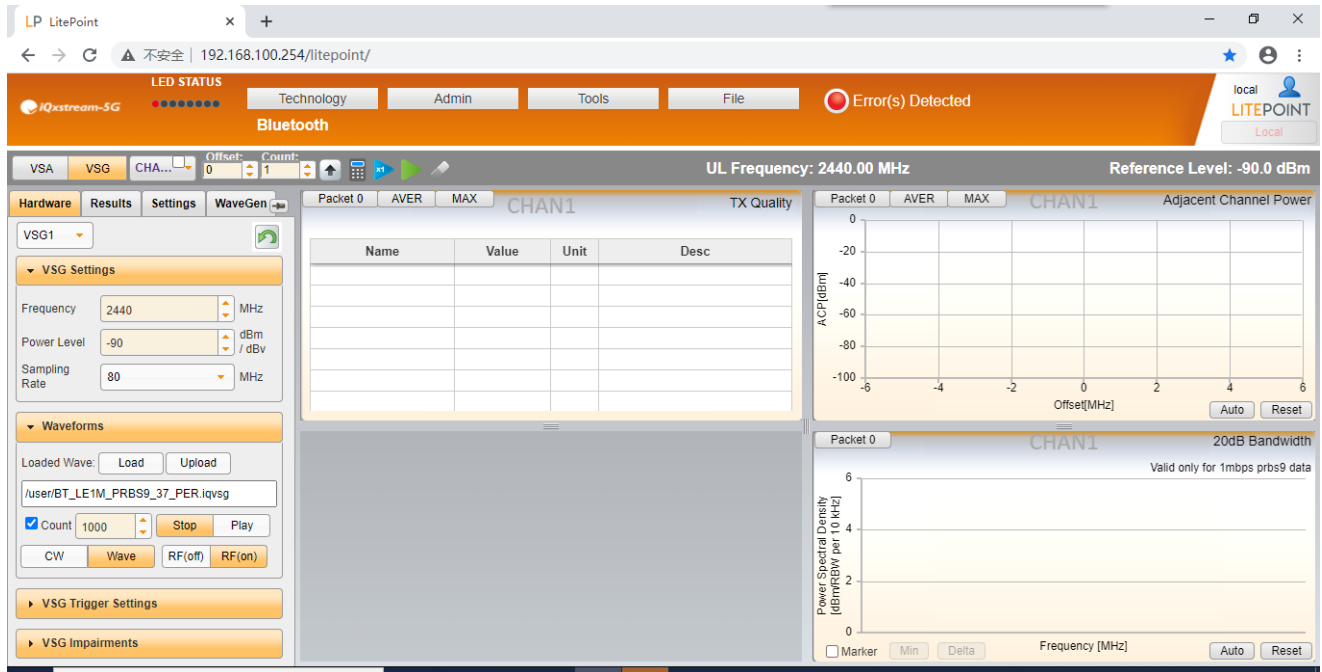 LP LitePoint
不安全 | 192.168.100.254/litepoint/
iQxstream-5G
LED STATUS
Technology Admin Tools File
Bluetooth
Error(s) Detected
local
LITEPOINT
Local
VSA VSG CHA... Offset: 0 Count: 1 x1 UL Frequency: 2440.00 MHz Reference Level: -90.0 dBm
Hardware Results Settings WaveGen
VSG1
VSG Settings
Frequency 2440 MHz
Power Level -90 dBm / dBv
Sampling Rate 80 MHz
Waveforms
Loaded Wave: Load Upload
/user/BT_LE1M_PRBS9_37_PER.iqvsg
Count 1000 Stop Play
CW Wave RF(off) RF(on)
VSG Trigger Settings
VSG Impairments
Packet 0 AVER MAX CHAN1 TX Quality
Name Value Unit Desc
Packet 0 AVER MAX CHAN1 Adjacent Channel Power
ACP[dBm]
0
-20
-40
-60
-80
-100
-6 -4 -2 0 2 4 6
Offset[MHz]
Auto Reset
Packet 0 CHAN1 20dB Bandwidth
Valid only for 1mbps prbs9 data
Power Spectral Density
[dBm/RBW per 10 kHz]
6
4
2
0
Marker Min Delta Frequency [MHz] Auto Reset